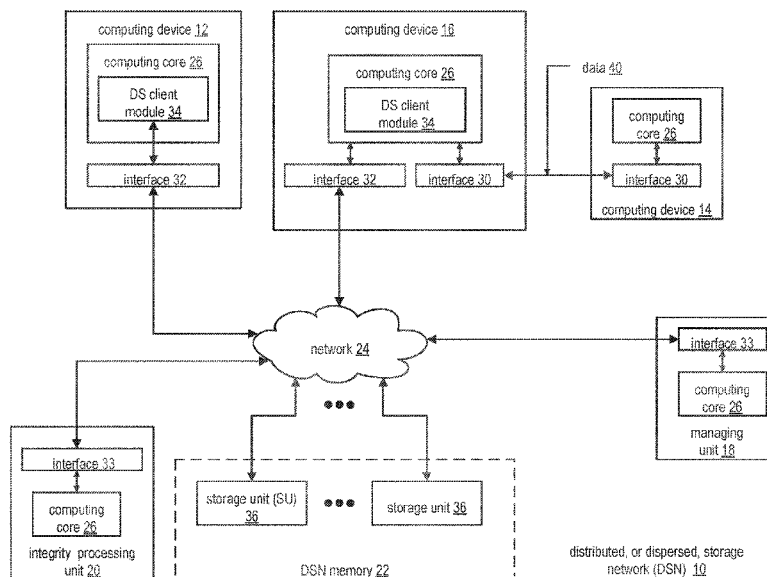 computing device 12
computing core 26
DS client
module 34
interface 32
computing device 16
computing core 26
DS client
module 34
interface 32
interface 30
data 40
computing
core 26
interface 30
computing device 14
network 24
interface 33
computing
core 26
managing
unit 18
interface 33
computing
core 26
integrity processing
unit 20
storage unit (SU)
36
storage unit 36
DSN memory 22
distributed, or dispersed, storage
network (DSN) 10